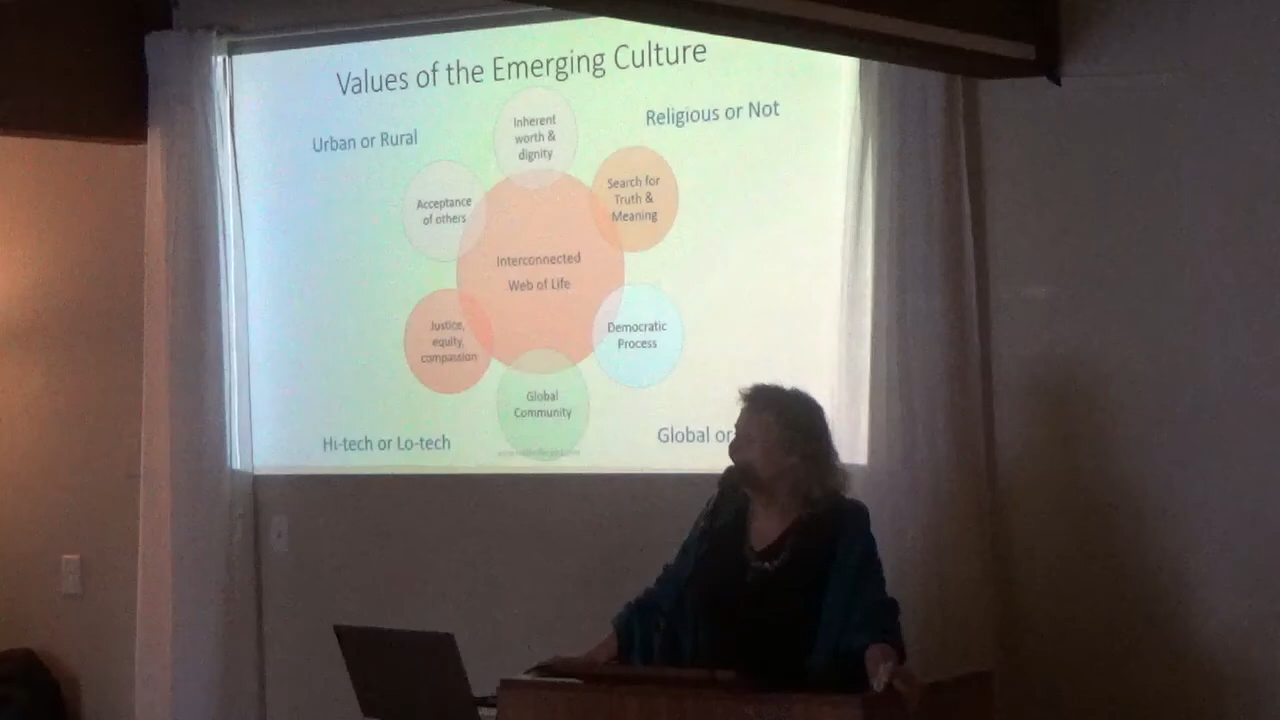 Values of the Emerging Culture
Urban or Rural
Religious or Not
Inherent
worth &
dignity
Acceptance
of others
Search for
Truth &
Meaning
Interconnected
Web of Life
Justice,
equity,
compassion
Democratic
Process
Global
Community
Hi-tech or Lo-tech
Global or